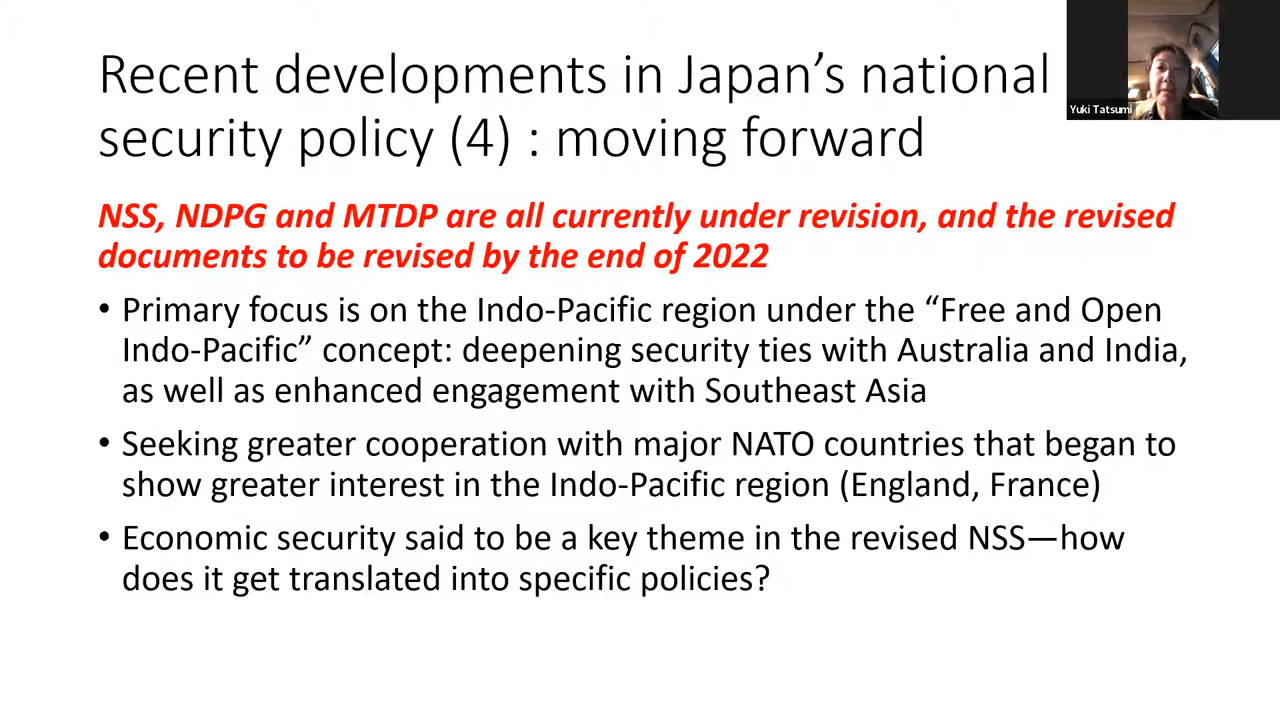 Recent developments in Japan’s national
security policy (4) : moving forward
Yuki Tatsumi
NSS, NDPG and MTDP are all currently under revision, and the revised
documents to be revised by the end of 2022
• Primary focus is on the Indo-Pacific region under the “Free and Open
Indo-Pacific” concept: deepening security ties with Australia and India,
as well as enhanced engagement with Southeast Asia
• Seeking greater cooperation with major NATO countries that began to
show greater interest in the Indo-Pacific region (England, France)
• Economic security said to be a key theme in the revised NSS—how
does it get translated into specific policies?